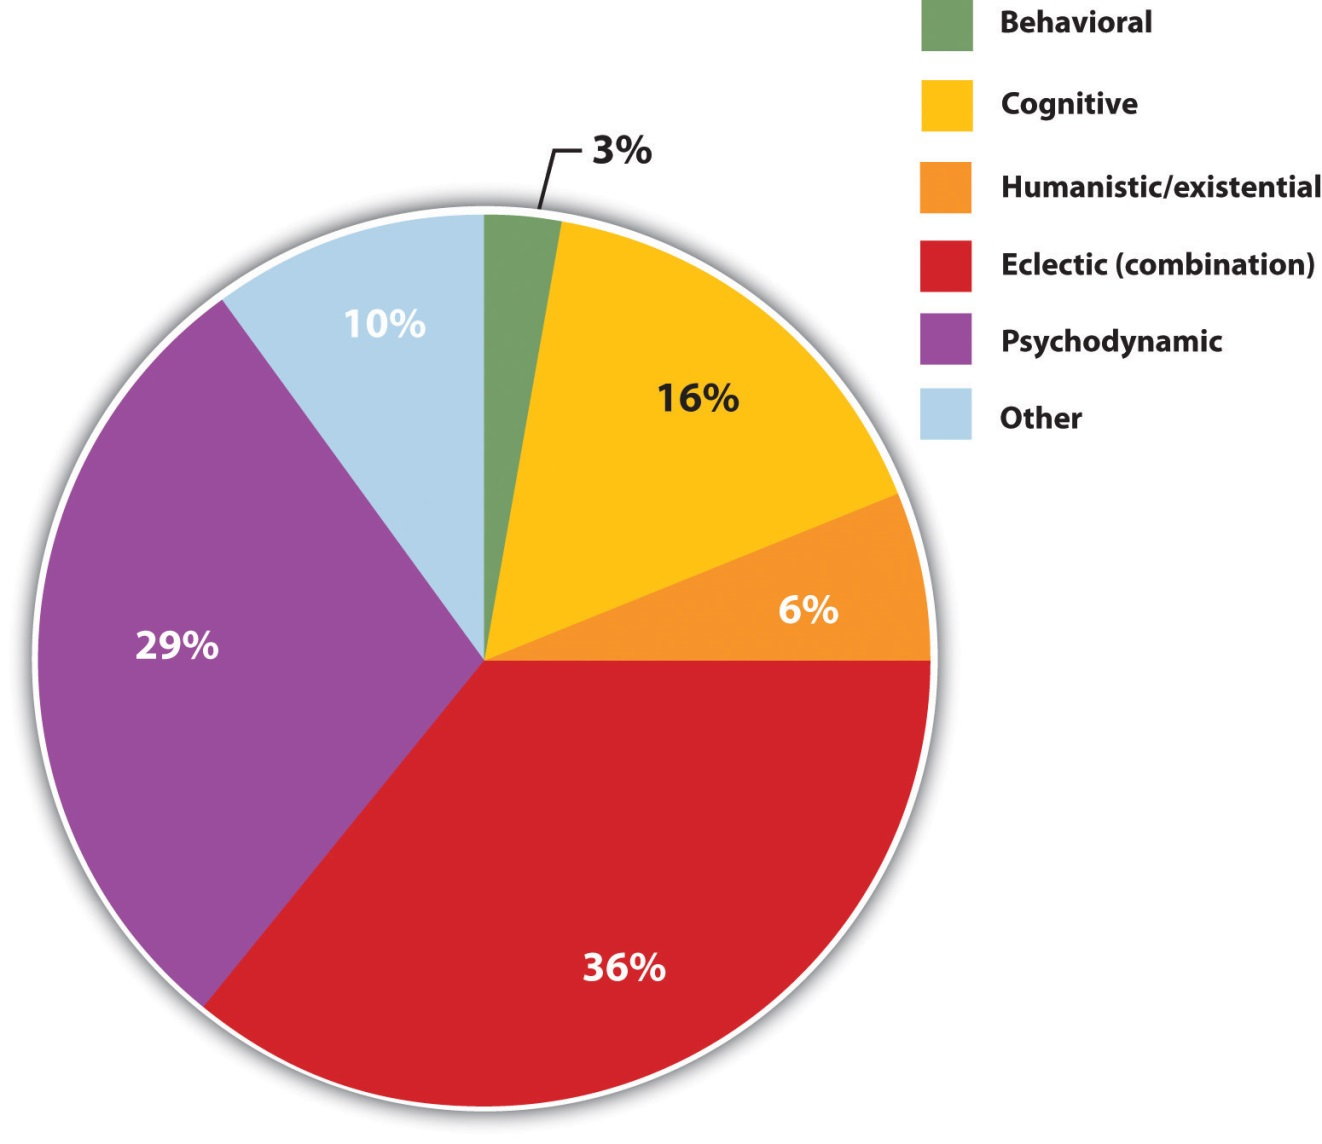 Behavioral
Cognitive
Humanistic/existential
Eclectic (combination)
Psychodynamic
Other
3%
16%
6%
36%
29%
10%